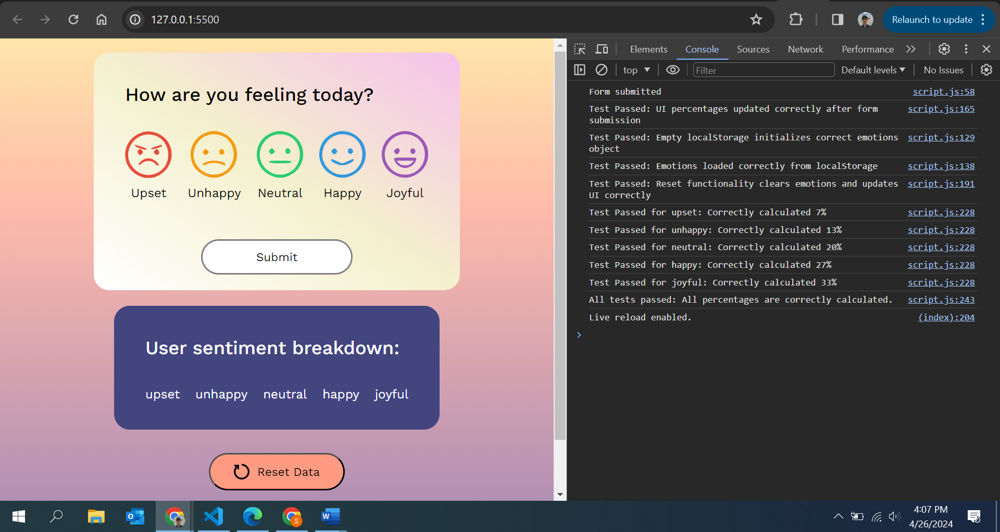 127.0.0.1:5500
Relaunch to update
How are you feeling today?
Upset Unhappy Neutral Happy Joyful
Submit
User sentiment breakdown:
upset unhappy neutral happy joyful
Reset Data
Elements Console Sources Network Performance
top Filter Default levels No Issues
Form submitted script.js:58
Test Passed: UI percentages updated correctly after form script.js:165
submission
Test Passed: Empty localStorage initializes correct emotions script.js:129
object
Test Passed: Emotions loaded correctly from localStorage script.js:138
Test Passed: Reset functionality clears emotions and updates script.js:191
UI correctly
Test Passed for upset: Correctly calculated 7% script.js:228
Test Passed for unhappy: Correctly calculated 13% script.js:228
Test Passed for neutral: Correctly calculated 20% script.js:228
Test Passed for happy: Correctly calculated 27% script.js:228
Test Passed for joyful: Correctly calculated 33% script.js:228
All tests passed: All percentages are correctly calculated. script.js:243
Live reload enabled. (index):204
4:07 PM
4/26/2024